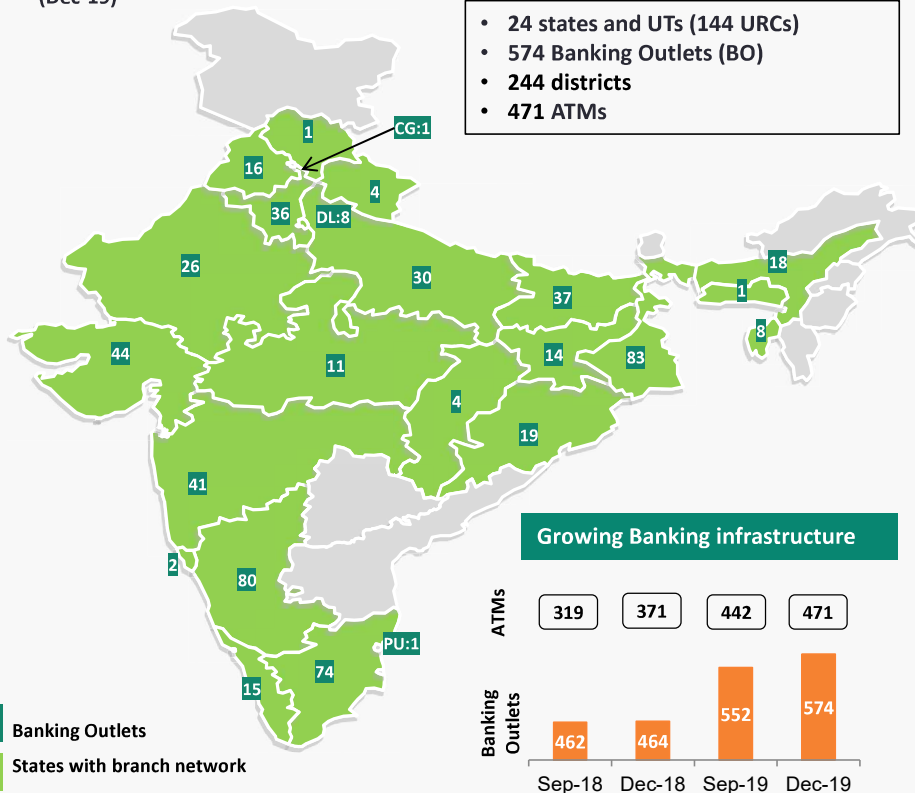 (Dec-19)
• 24 states and UTs (144 URCs)
• 574 Banking Outlets (BO)
• 244 districts
• 471 ATMs
1
CG:1
16
4
36
DL:8
26
30
18
1
37
8
44
11
14
83
4
19
41
2
80
PU:1
74
15
Banking Outlets
States with branch network
Growing Banking infrastructure
ATMs
319 371 442 471
Banking
Outlets
462 464 552 574
Sep-18 Dec-18 Sep-19 Dec-19